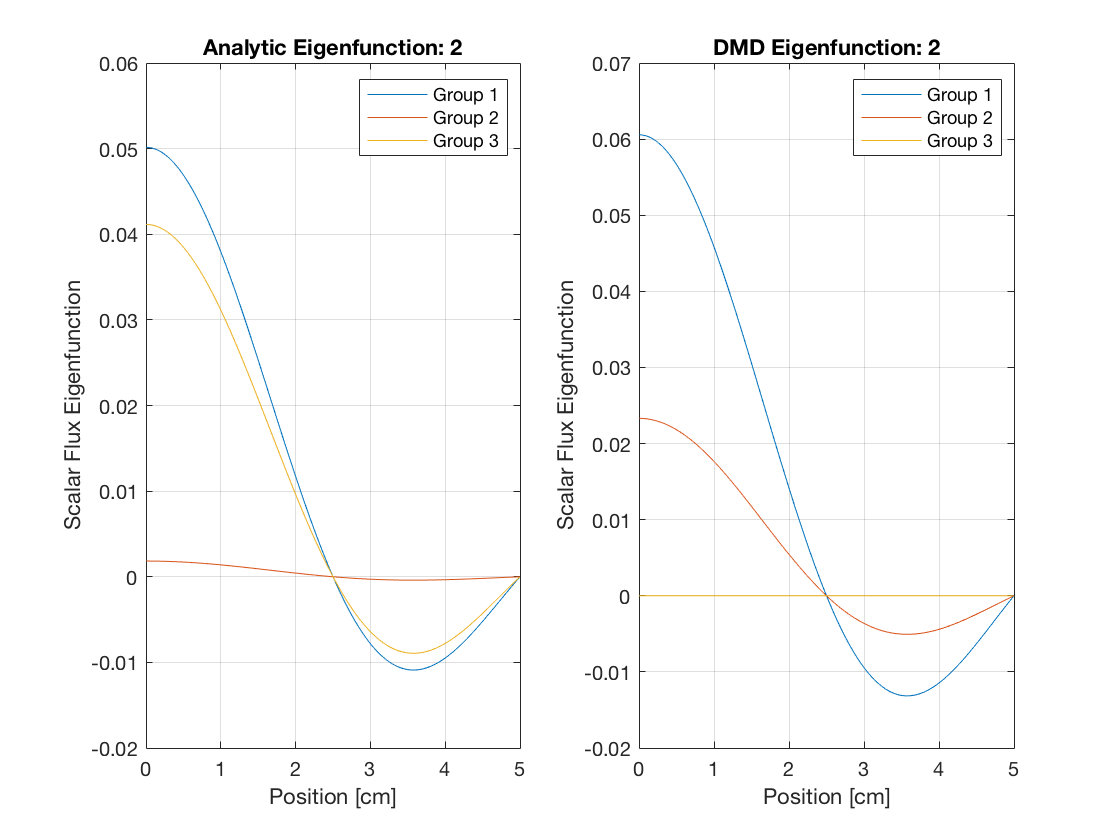 Analytic Eigenfunction: 2
0.06
0.05
0.04
0.03
0.02
0.01
0
-0.01
-0.02
Scalar Flux Eigenfunction
Group 1
Group 2
Group 3
0 1 2 3 4 5
Position [cm]
DMD Eigenfunction: 2
0.07
0.06
0.05
0.04
0.03
0.02
0.01
0
-0.01
-0.02
Scalar Flux Eigenfunction
Group 1
Group 2
Group 3
0 1 2 3 4 5
Position [cm]